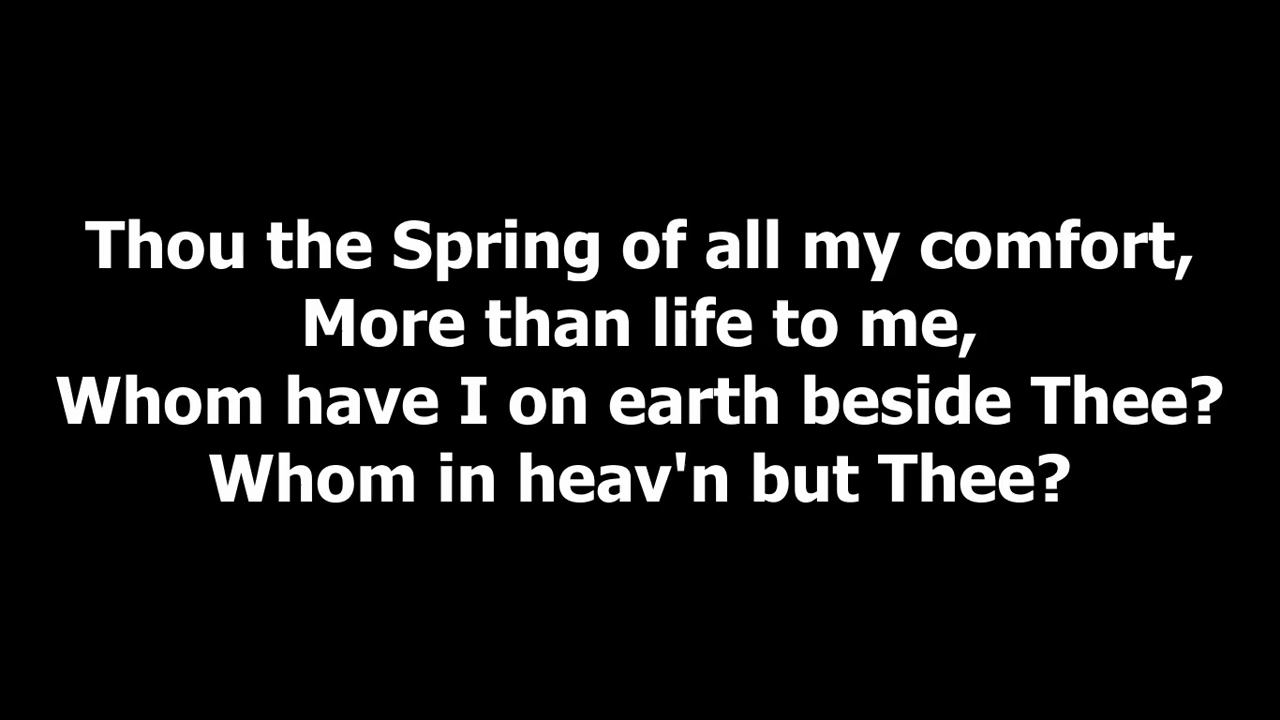 Thou the Spring of all my comfort,
More than life to me,
Whom have I on earth beside Thee?
Whom in heav'n but Thee?